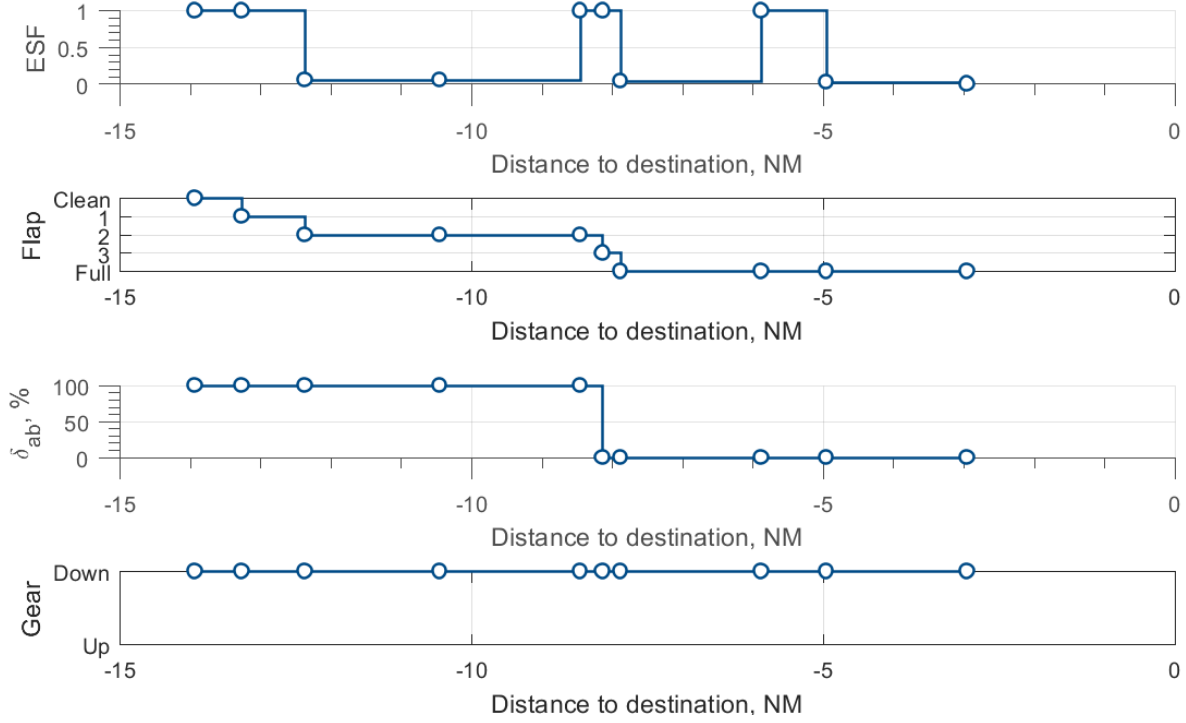 ESF
1
0.5
0
-15 -10 -5 0
Distance to destination, NM
Flap
Clean
1
2
3
Full
-15 -10 -5 0
Distance to destination, NM
δab, %
100
50
0
-15 -10 -5 0
Distance to destination, NM
Gear
Down
Up
-15 -10 -5 0
Distance to destination, NM